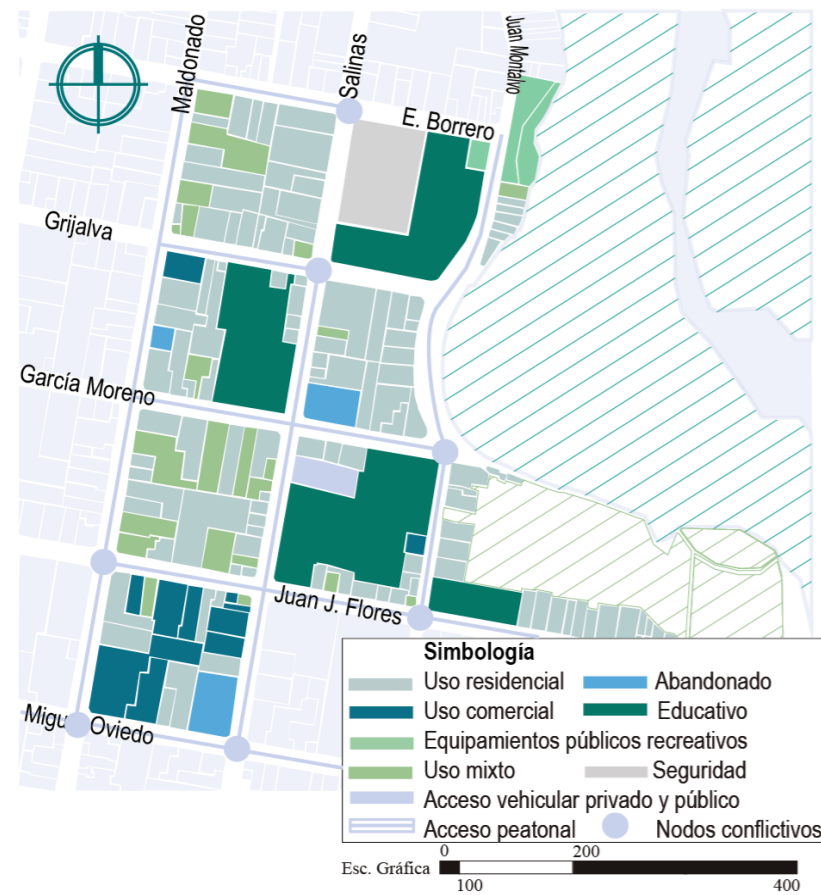 Maldonado
Salinas
Juan Montalvo
E. Borrero
Grijalva
García Moreno
Juan J. Flores
Migu Oviedo
Simbología
Uso residencial Abandonado
Uso comercial Educativo
Equipamientos públicos recreativos
Uso mixto Seguridad
Acceso vehicular privado y público
Acceso peatonal Nodos conflictivos
Esc. Gráfica 0 200
100 400